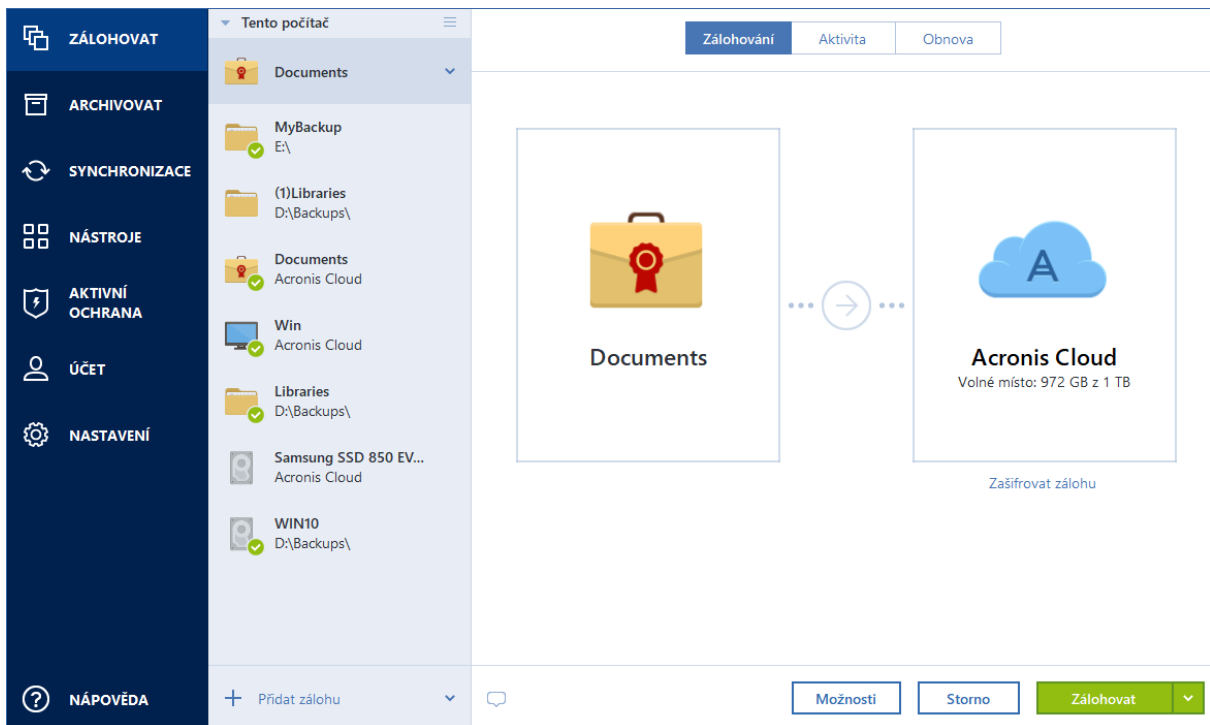 ZÁLOHOVAT
ARCHIVOVAT
SYNCHRONIZACE
NÁSTROJE
AKTIVNÍ
OCHRANA
ÚČET
NASTAVENÍ
NÁPOVĚDA
Tento počítač
Documents
MyBackup
E:\
(1)Libraries
D:\Backups\
Documents
Acronis Cloud
Win
Acronis Cloud
Libraries
D:\Backups\
Samsung SSD 850 EV...
Acronis Cloud
WIN10
D:\Backups\
Přidat zálohu
Zálohování Aktivita Obnova
Documents
Acronis Cloud
Volné místo: 972 GB z 1 TB
Zašifrovat zálohu
Možnosti Storno Zálohovat